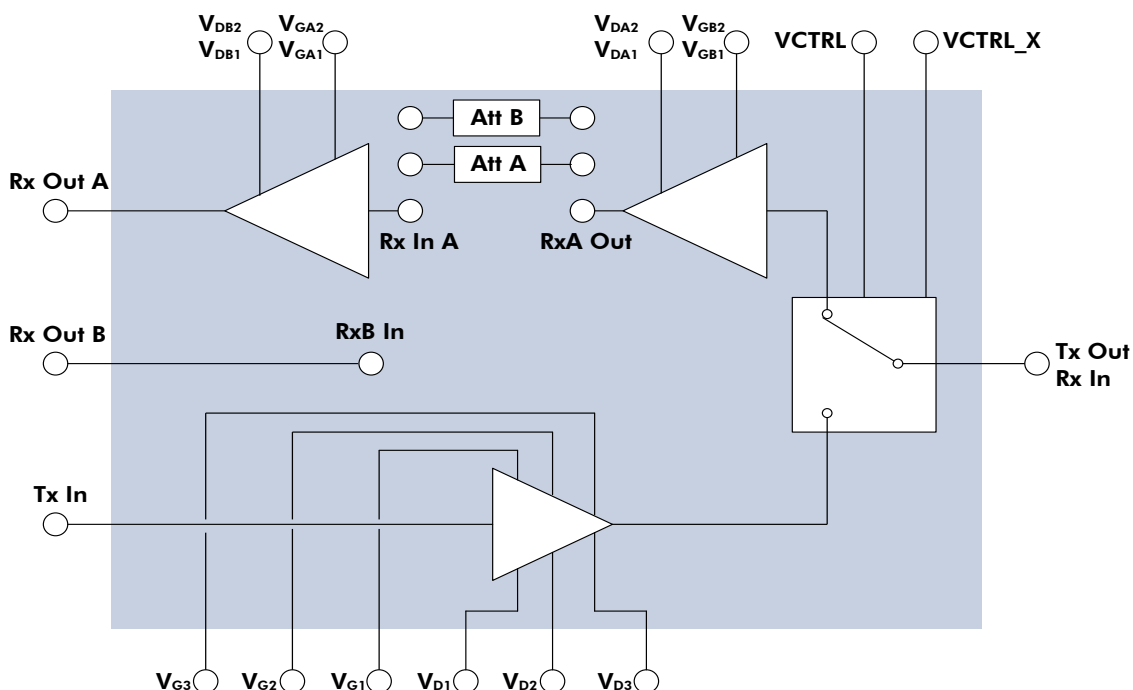 VDB2 VGA2
VDB1 VGA1
VDA2 VGB2
VDA1 VGB1
VCTRL
VCTRL_X
Att B
Att A
Rx Out A
Rx In A
RxA Out
Rx Out B
RxB In
Tx Out
Rx In
Tx In
VG3 VG2 VG1 VD1 VD2 VD3